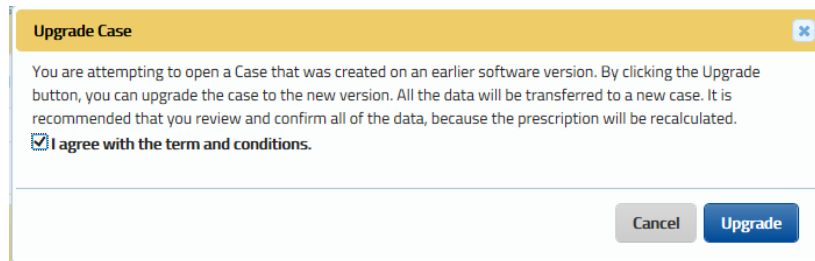 Upgrade Case
You are attempting to open a Case that was created on an earlier software version. By clicking the Upgrade
button, you can upgrade the case to the new version. All the data will be transferred to a new case. It is
recommended that you review and confirm all of the data, because the prescription will be recalculated.
I agree with the term and conditions.
Cancel Upgrade